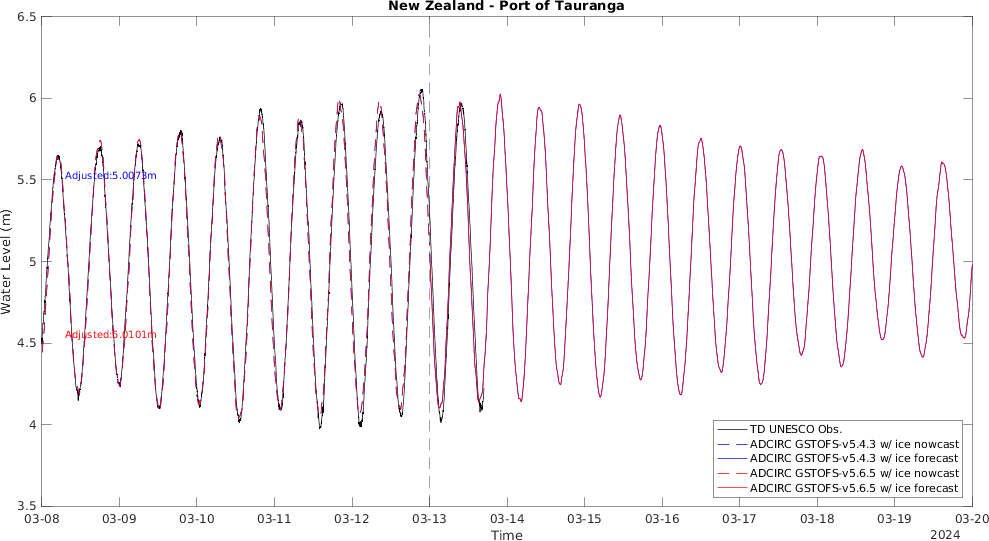 New Zealand - Port of Tauranga
6.5
6
5.5
5
4.5
4
3.5
Water Level (m)
Adjusted:5.0073m
Adjusted:5.0101m
TD UNESCO Obs.
ADCIRC GSTOFS-v5.4.3 w/ ice nowcast
ADCIRC GSTOFS-v5.4.3 w/ ice forecast
ADCIRC GSTOFS-v5.6.5 w/ ice nowcast
ADCIRC GSTOFS-v5.6.5 w/ ice forecast
03-08 03-09 03-10 03-11 03-12 03-13 03-14 03-15 03-16 03-17 03-18 03-19 03-20
Time
2024